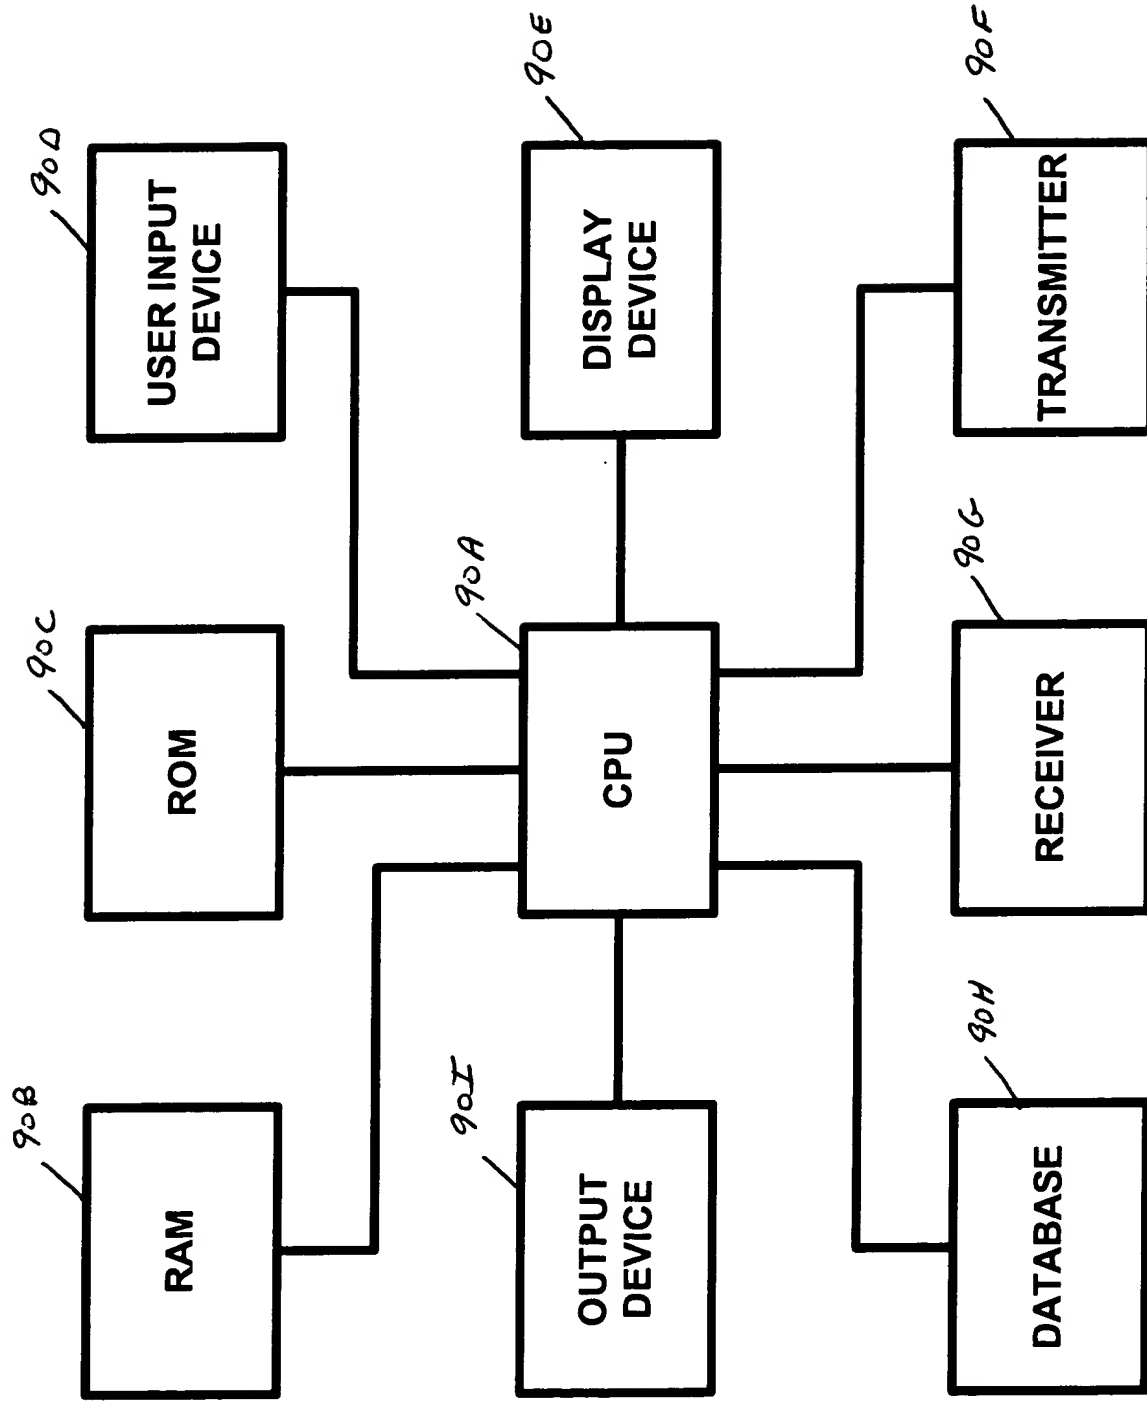 90B
RAM
90C
ROM
90D
USER INPUT
DEVICE
90I
OUTPUT
DEVICE
90A
CPU
90E
DISPLAY
DEVICE
90H
DATABASE
90G
RECEIVER
90F
TRANSMITTER